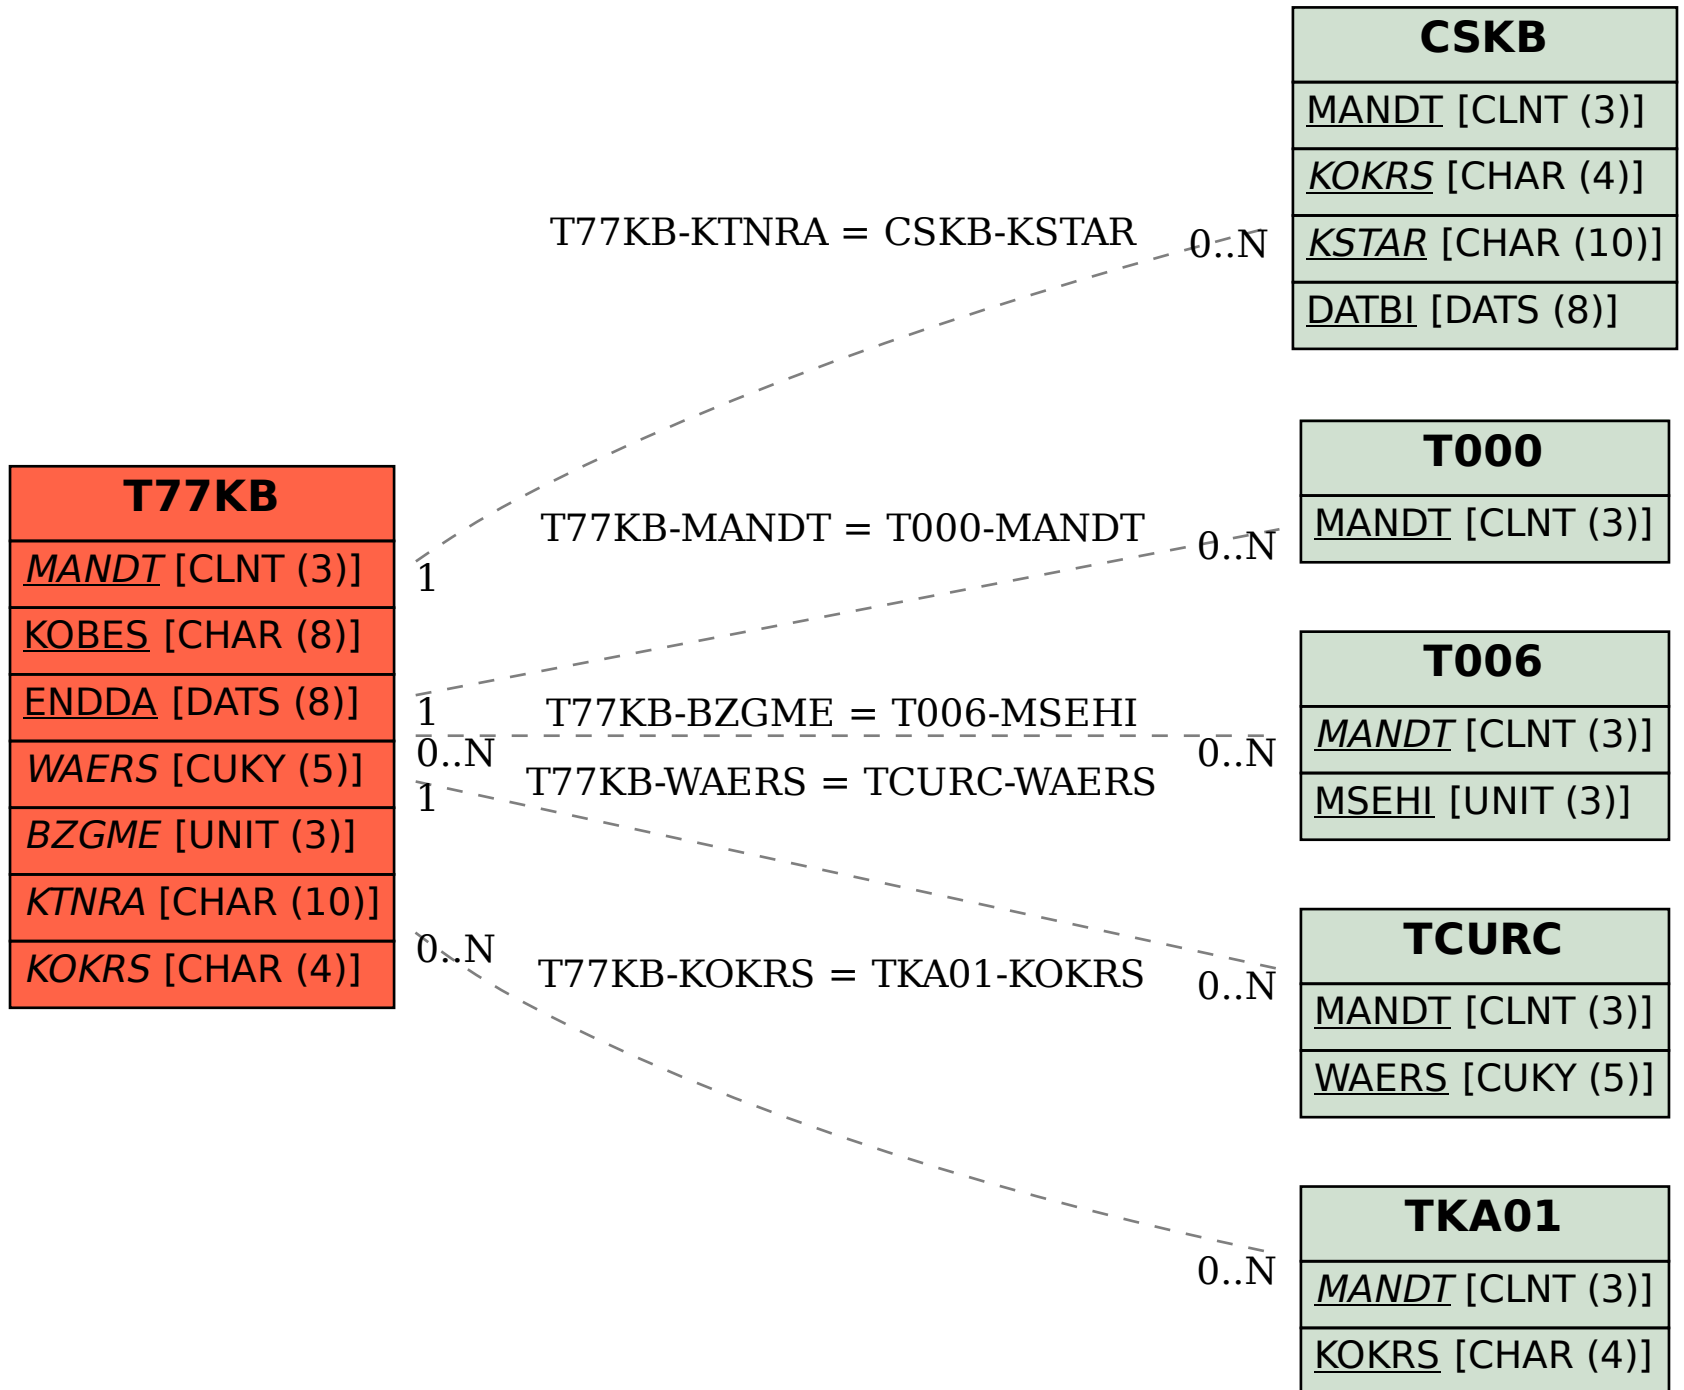 CSKB
MANDT [CLNT (3)]
KOKRS [CHAR (4)]
KSTAR [CHAR (10)]
DATBI [DATS (8)]
T77KB-KTNRA = CSKB-KSTAR
0..N
1
T000
MANDT [CLNT (3)]
T77KB-MANDT = T000-MANDT
0..N
1
T77KB
MANDT [CLNT (3)]
KOBES [CHAR (8)]
ENDDA [DATS (8)]
WAERS [CUKY (5)]
BZGME [UNIT (3)]
KTNRA [CHAR (10)]
KOKRS [CHAR (4)]
T006
MANDT [CLNT (3)]
MSEHI [UNIT (3)]
T77KB-BZGME = T006-MSEHI
0..N
0..N
T77KB-WAERS = TCURC-WAERS
1
0..N
TCURC
MANDT [CLNT (3)]
WAERS [CUKY (5)]
T77KB-KOKRS = TKA01-KOKRS
0..N
0..N
TKA01
MANDT [CLNT (3)]
KOKRS [CHAR (4)]